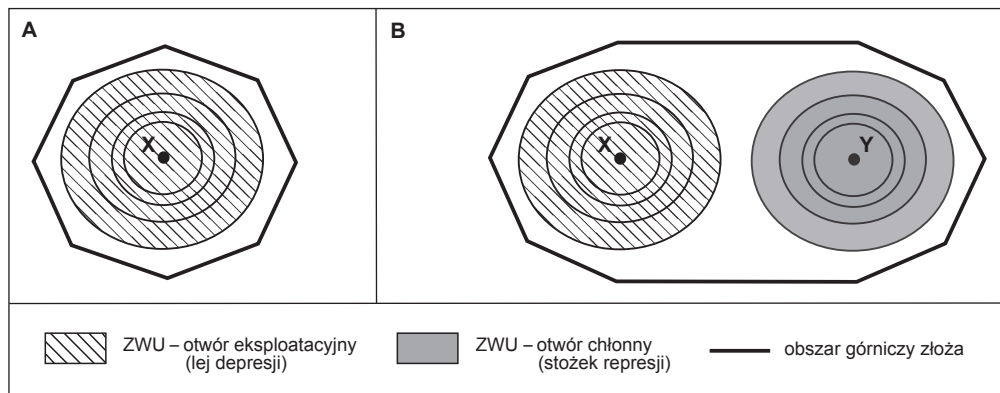 A
B
X
X
Y
ZWU – otwór eksploatacyjny
(lej depresji)
ZWU – otwór chłonny
(stożek represji)
obszar górniczy złoża